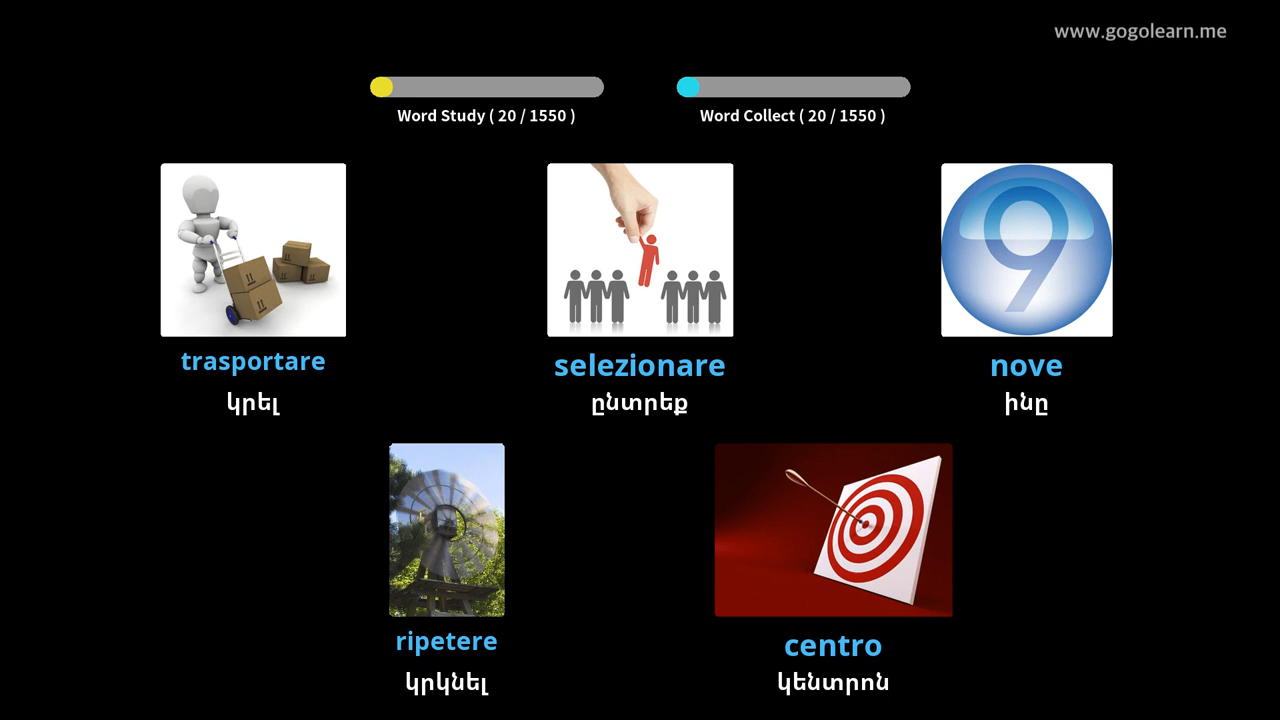 www.gogolearn.me
Word Study ( 20 / 1550 )
Word Collect ( 20 / 1550 )
9
trasportare
selezionare
nove
կրել
ընտրեք
ինը
ripetere
centro
կրկնել
կենտրոն